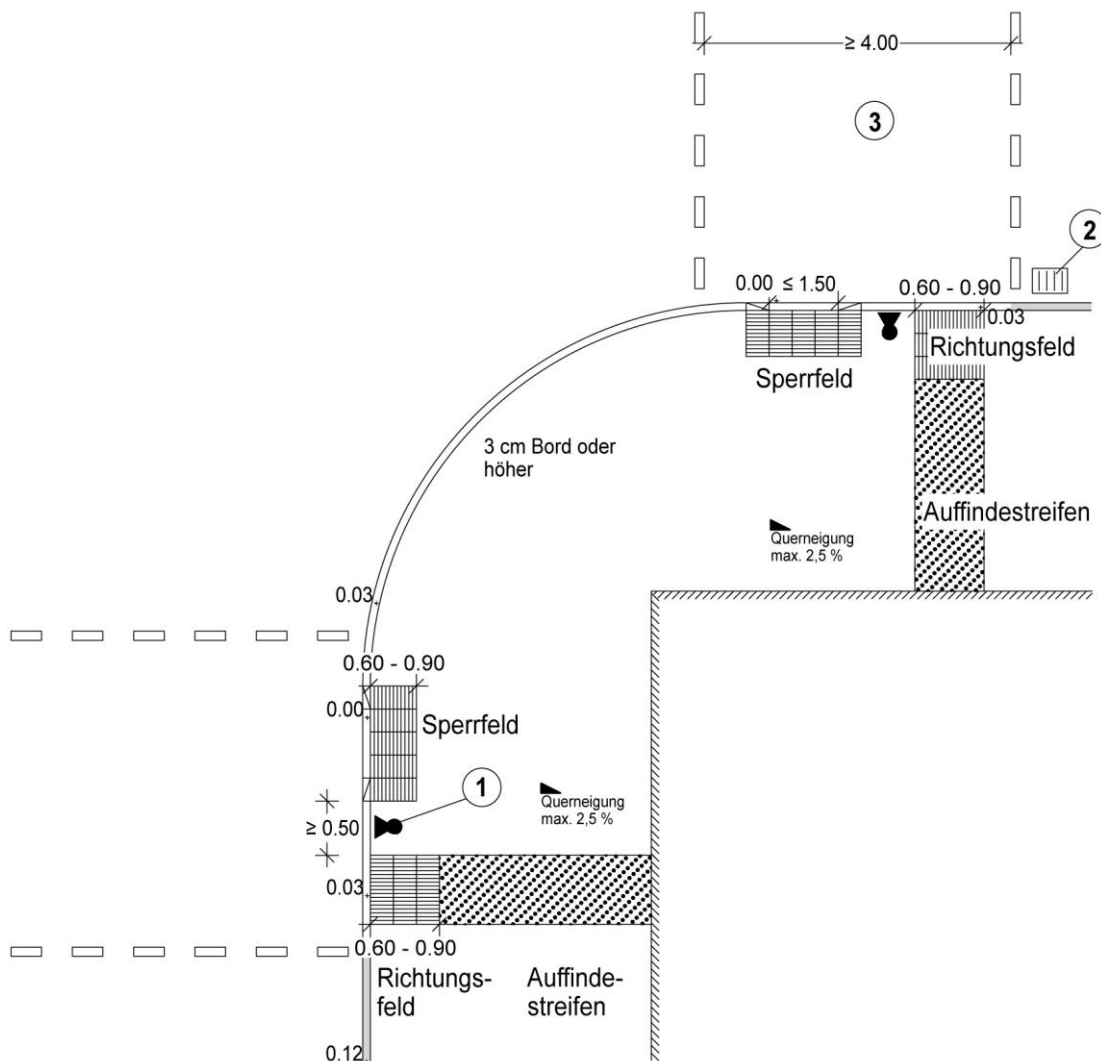 ≥ 4.00
3
2
0.00 ≤ 1.50
0.60 - 0.90
0.03
Richtungsfeld
Sperrfeld
3 cm Bord oder
höher
Auffindestreifen
Querneigung
max. 2,5 %
0.03
0.60 - 0.90
0.00
Sperrfeld
1
Querneigung
max. 2,5 %
≥ 0.50
0.03
0.60 - 0.90
Richtungs-
feld
Auffinde-
streifen
0.12